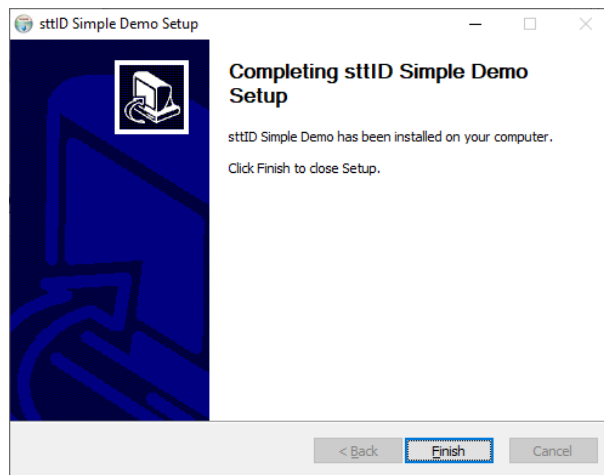 sttID Simple Demo Setup
Completing sttID Simple Demo
Setup
sttID Simple Demo has been installed on your computer.
Click Finish to close Setup.
< Back
Finish
Cancel